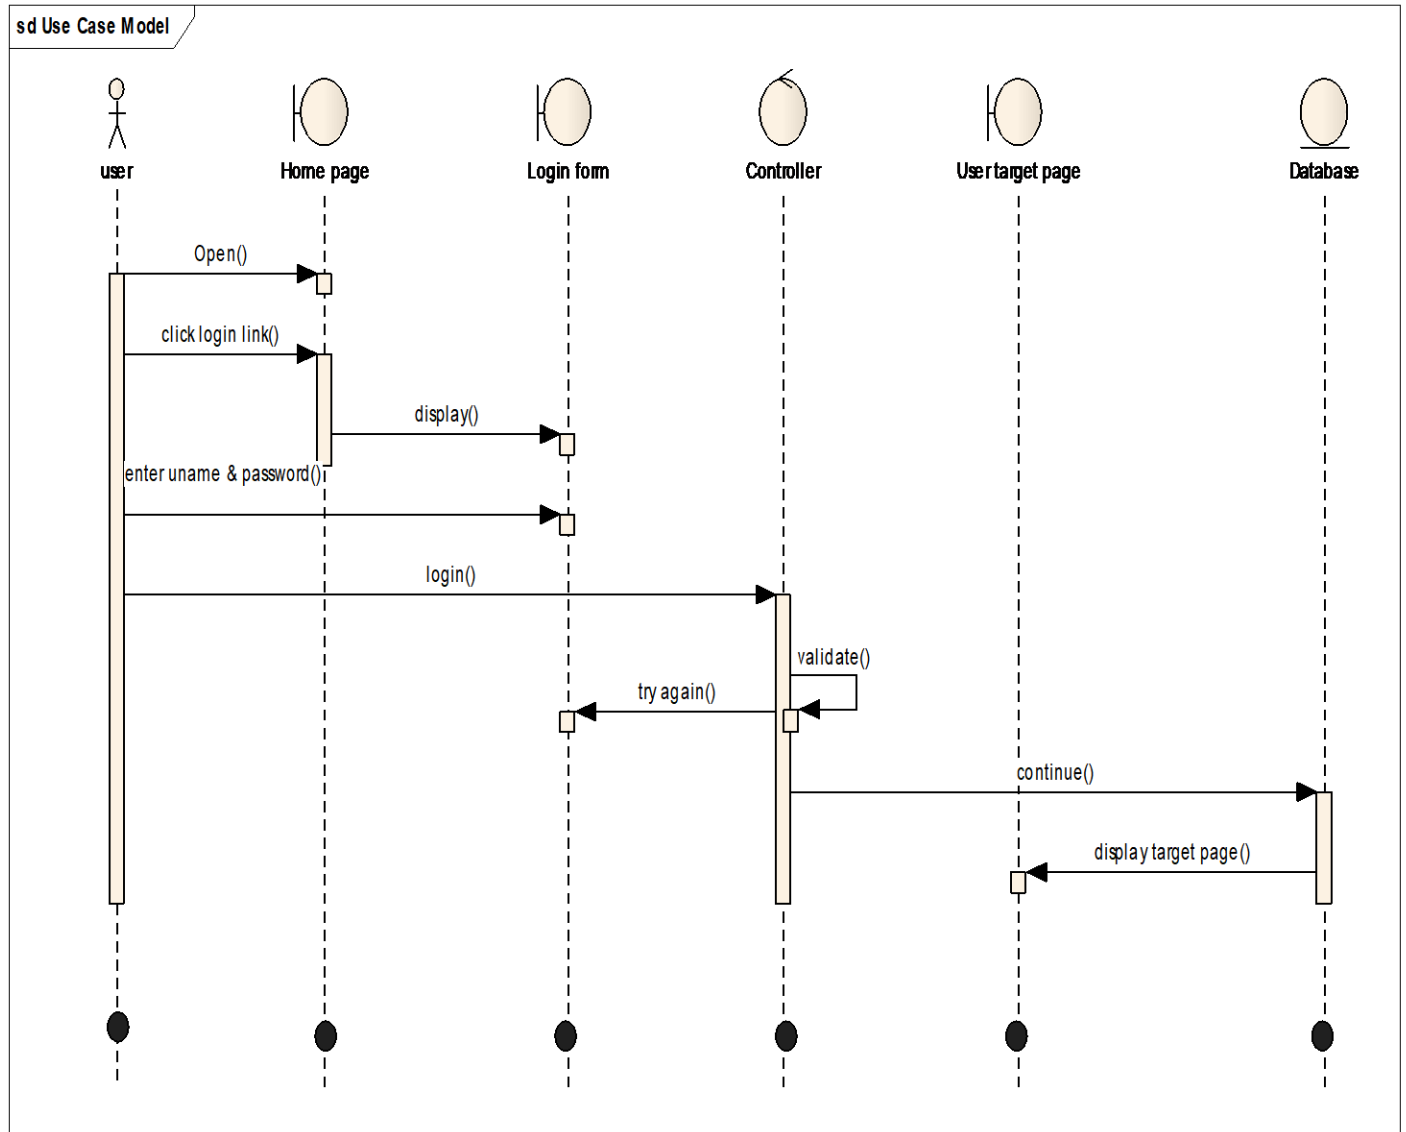 sd Use Case Model
user
Home page
Login form
Controller
User target page
Database
Open()
click login link()
display()
enter uname & password()
login()
validate()
try again()
continue()
display target page()